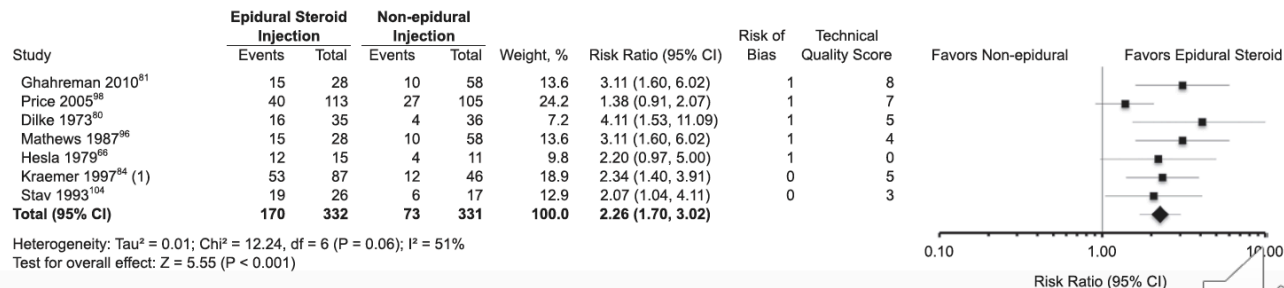 Epidural Steroid Injection Non-epidural Injection
Study Events Total Events Total Weight, % Risk Ratio (95% CI) Risk of Bias Technical Quality Score Favors Non-epidural Favors Epidural Steroid
Ghahreman 2010⁸¹ 15 28 10 58 13.6 3.11 (1.60, 6.02) 1 8
Price 2005⁹⁸ 40 113 27 105 24.2 1.38 (0.91, 2.07) 1 7
Dilke 1973⁸⁰ 16 35 4 36 7.2 4.11 (1.53, 11.09) 1 5
Mathews 1987⁹⁶ 15 28 10 58 13.6 3.11 (1.60, 6.02) 1 4
Hesla 1979⁶⁶ 12 15 4 11 9.8 2.20 (0.97, 5.00) 1 0
Kraemer 1997⁸⁴ (1) 53 87 12 46 18.9 2.34 (1.40, 3.91) 0 5
Stav 1993¹⁰⁴ 19 26 6 17 12.9 2.07 (1.04, 4.11) 0 3
Total (95% CI) 170 332 73 331 100.0 2.26 (1.70, 3.02)
Heterogeneity: Tau² = 0.01; Chi² = 12.24, df = 6 (P = 0.06); I² = 51%
Test for overall effect: Z = 5.55 (P < 0.001)
0.10 1.00 10.00
Risk Ratio (95% CI)